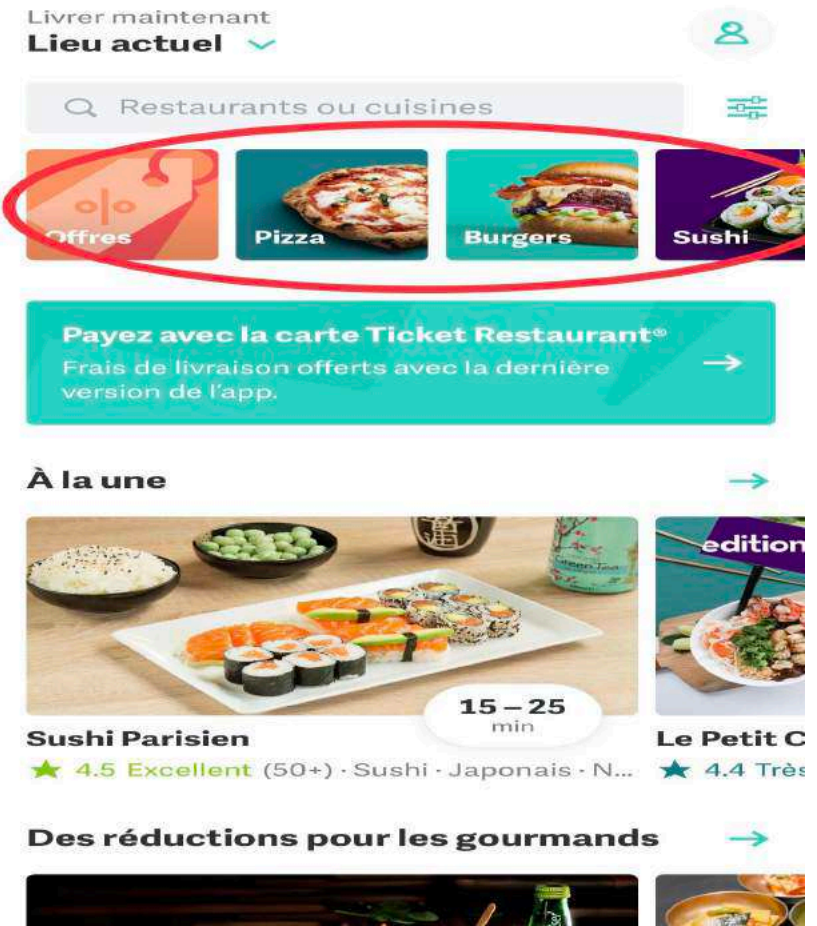 Livrer maintenant
Lieu actuel
Restaurants ou cuisines
Offres
Pizza
Burgers
Sushi
Payez avec la carte Ticket Restaurant®
Frais de livraison offerts avec la dernière
version de l'app.
À la une
Green Tea
edition
15 – 25
min
Sushi Parisien
4.5 Excellent (50+) · Sushi · Japonais · N...
Le Petit C
4.4 Très
Des réductions pour les gourmands